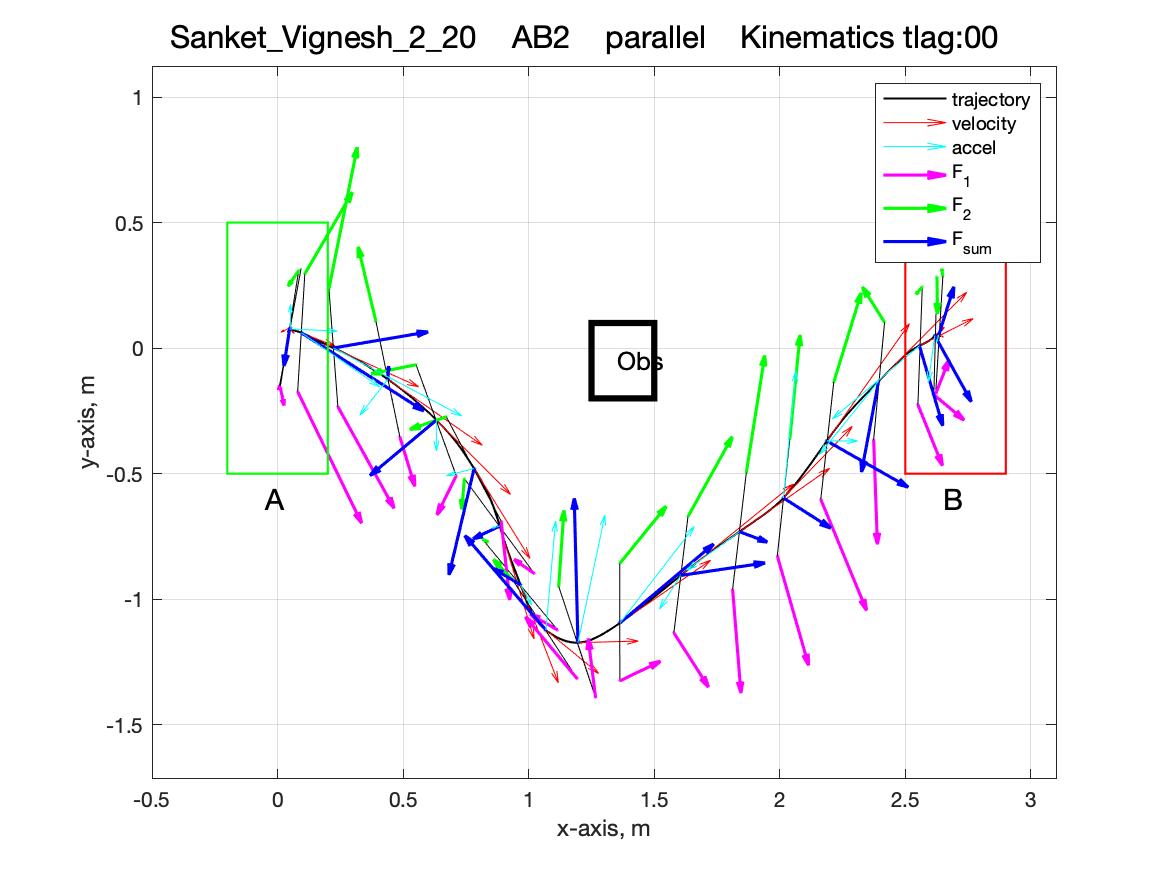 Sanket_Vignesh_2_20 AB2 parallel Kinematics tlag:00
trajectory
velocity
accel
F1
F2
Fsum
1
0.5
0
-0.5
-1
-1.5
y-axis, m
Obs
A
B
-0.5 0 0.5 1 1.5 2 2.5 3
x-axis, m